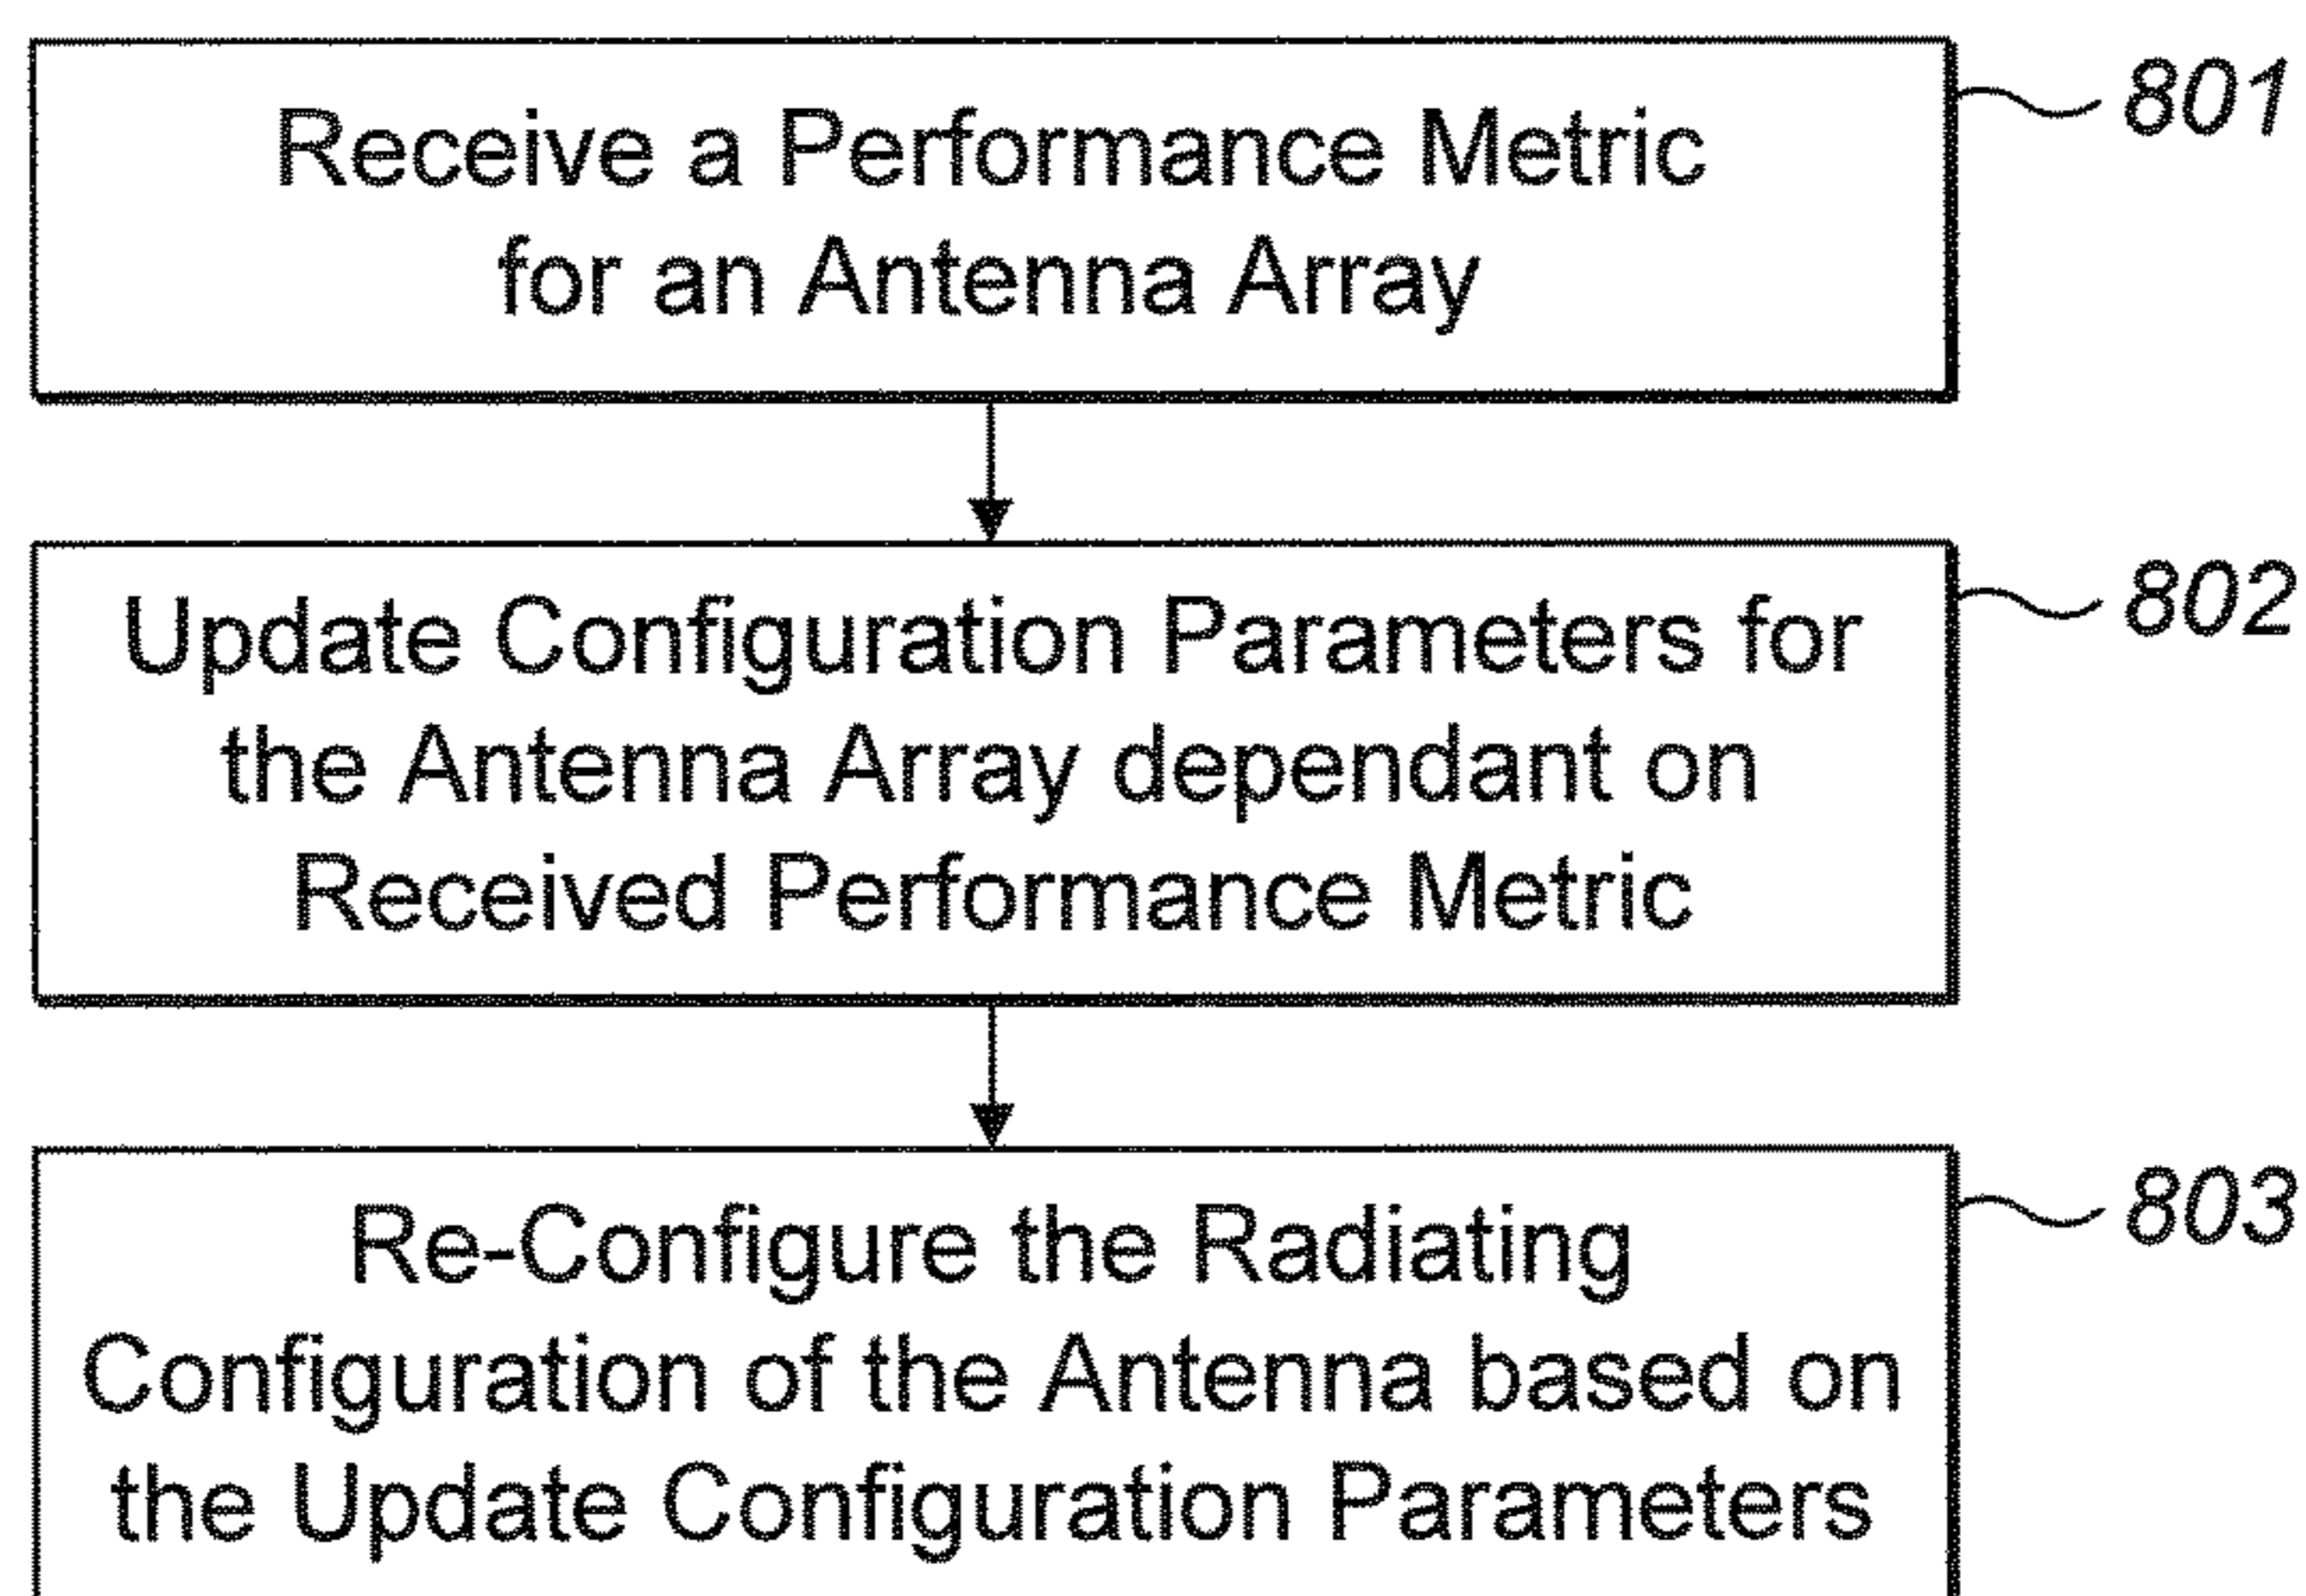 Receive a Performance Metric
for an Antenna Array
801
Update Configuration Parameters for
the Antenna Array dependant on
Received Performance Metric
802
Re-Configure the Radiating
Configuration of the Antenna based on
the Update Configuration Parameters
803